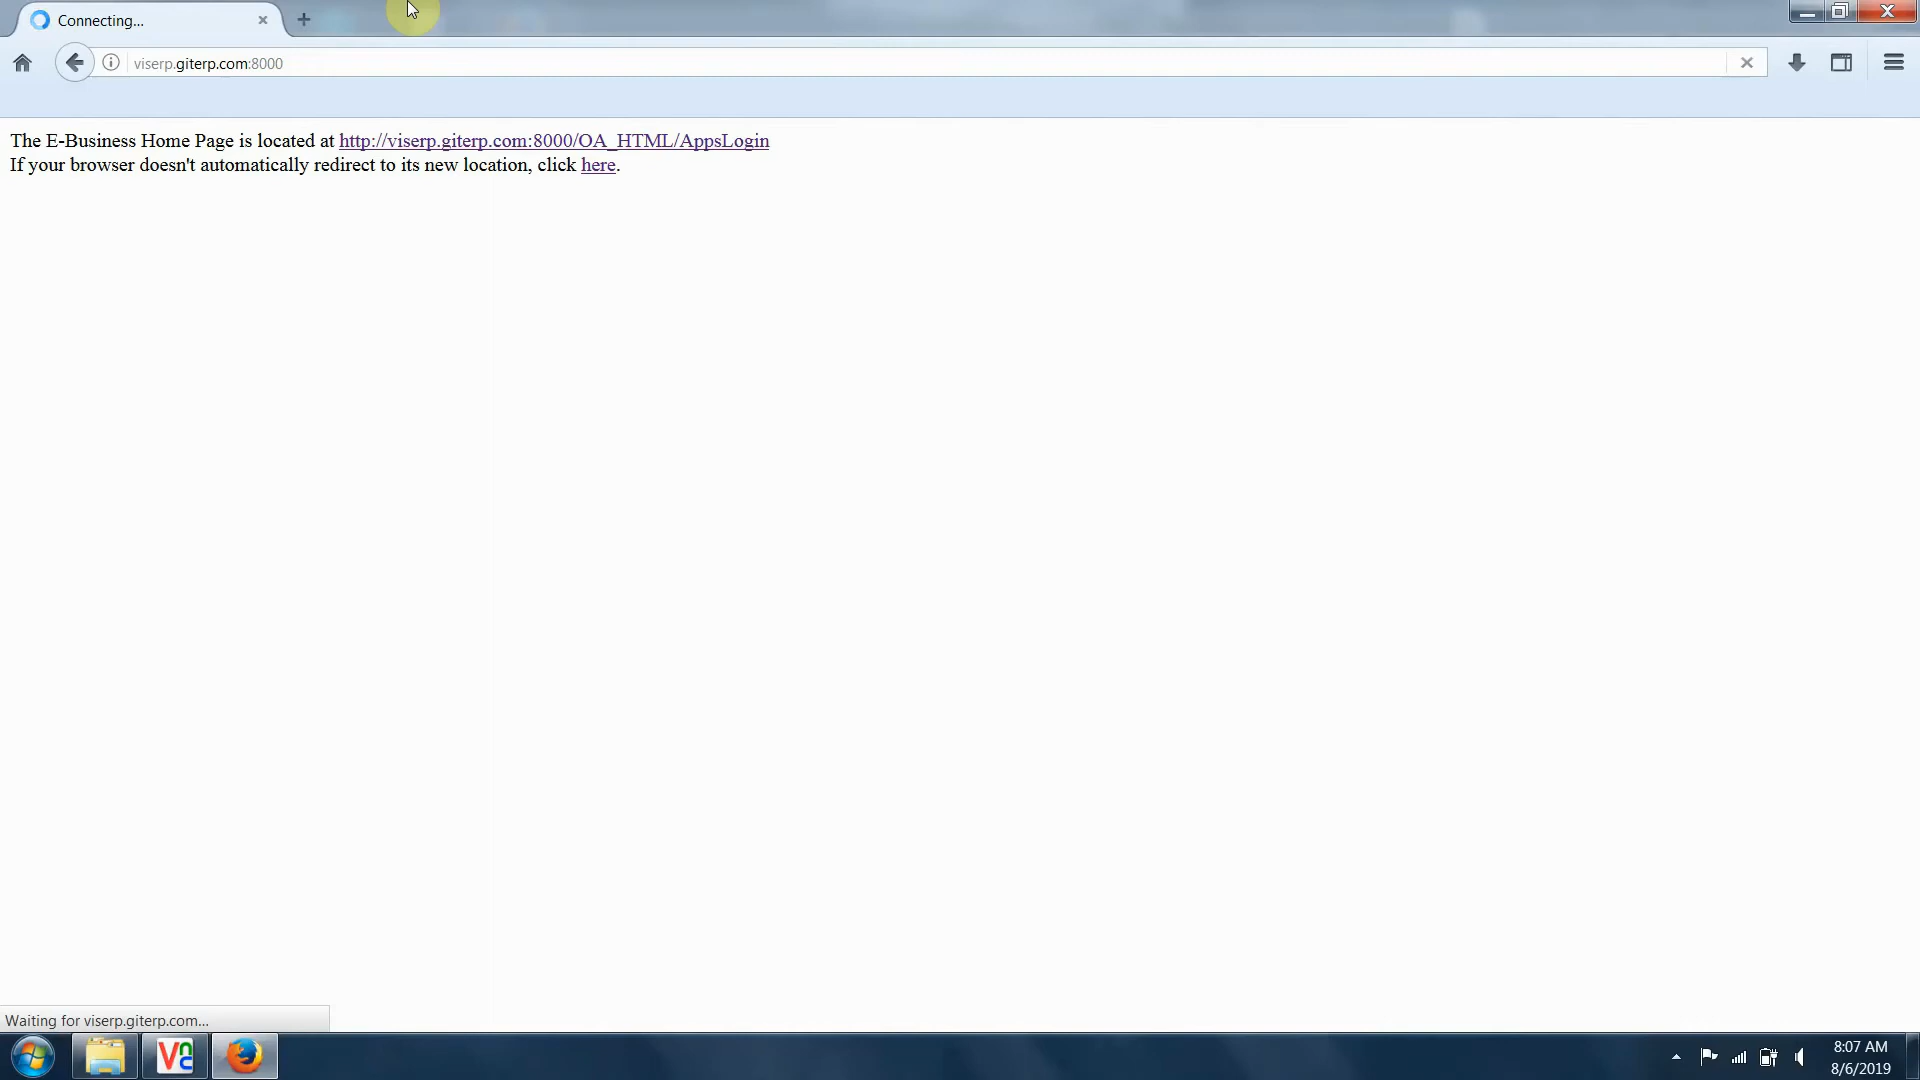 Connecting...
viserp.giterp.com:8000
The E-Business Home Page is located at http://viserp.giterp.com:8000/OA_HTML/AppsLogin
If your browser doesn't automatically redirect to its new location, click here.
Waiting for viserp.giterp.com...
8:07 AM
8/6/2019